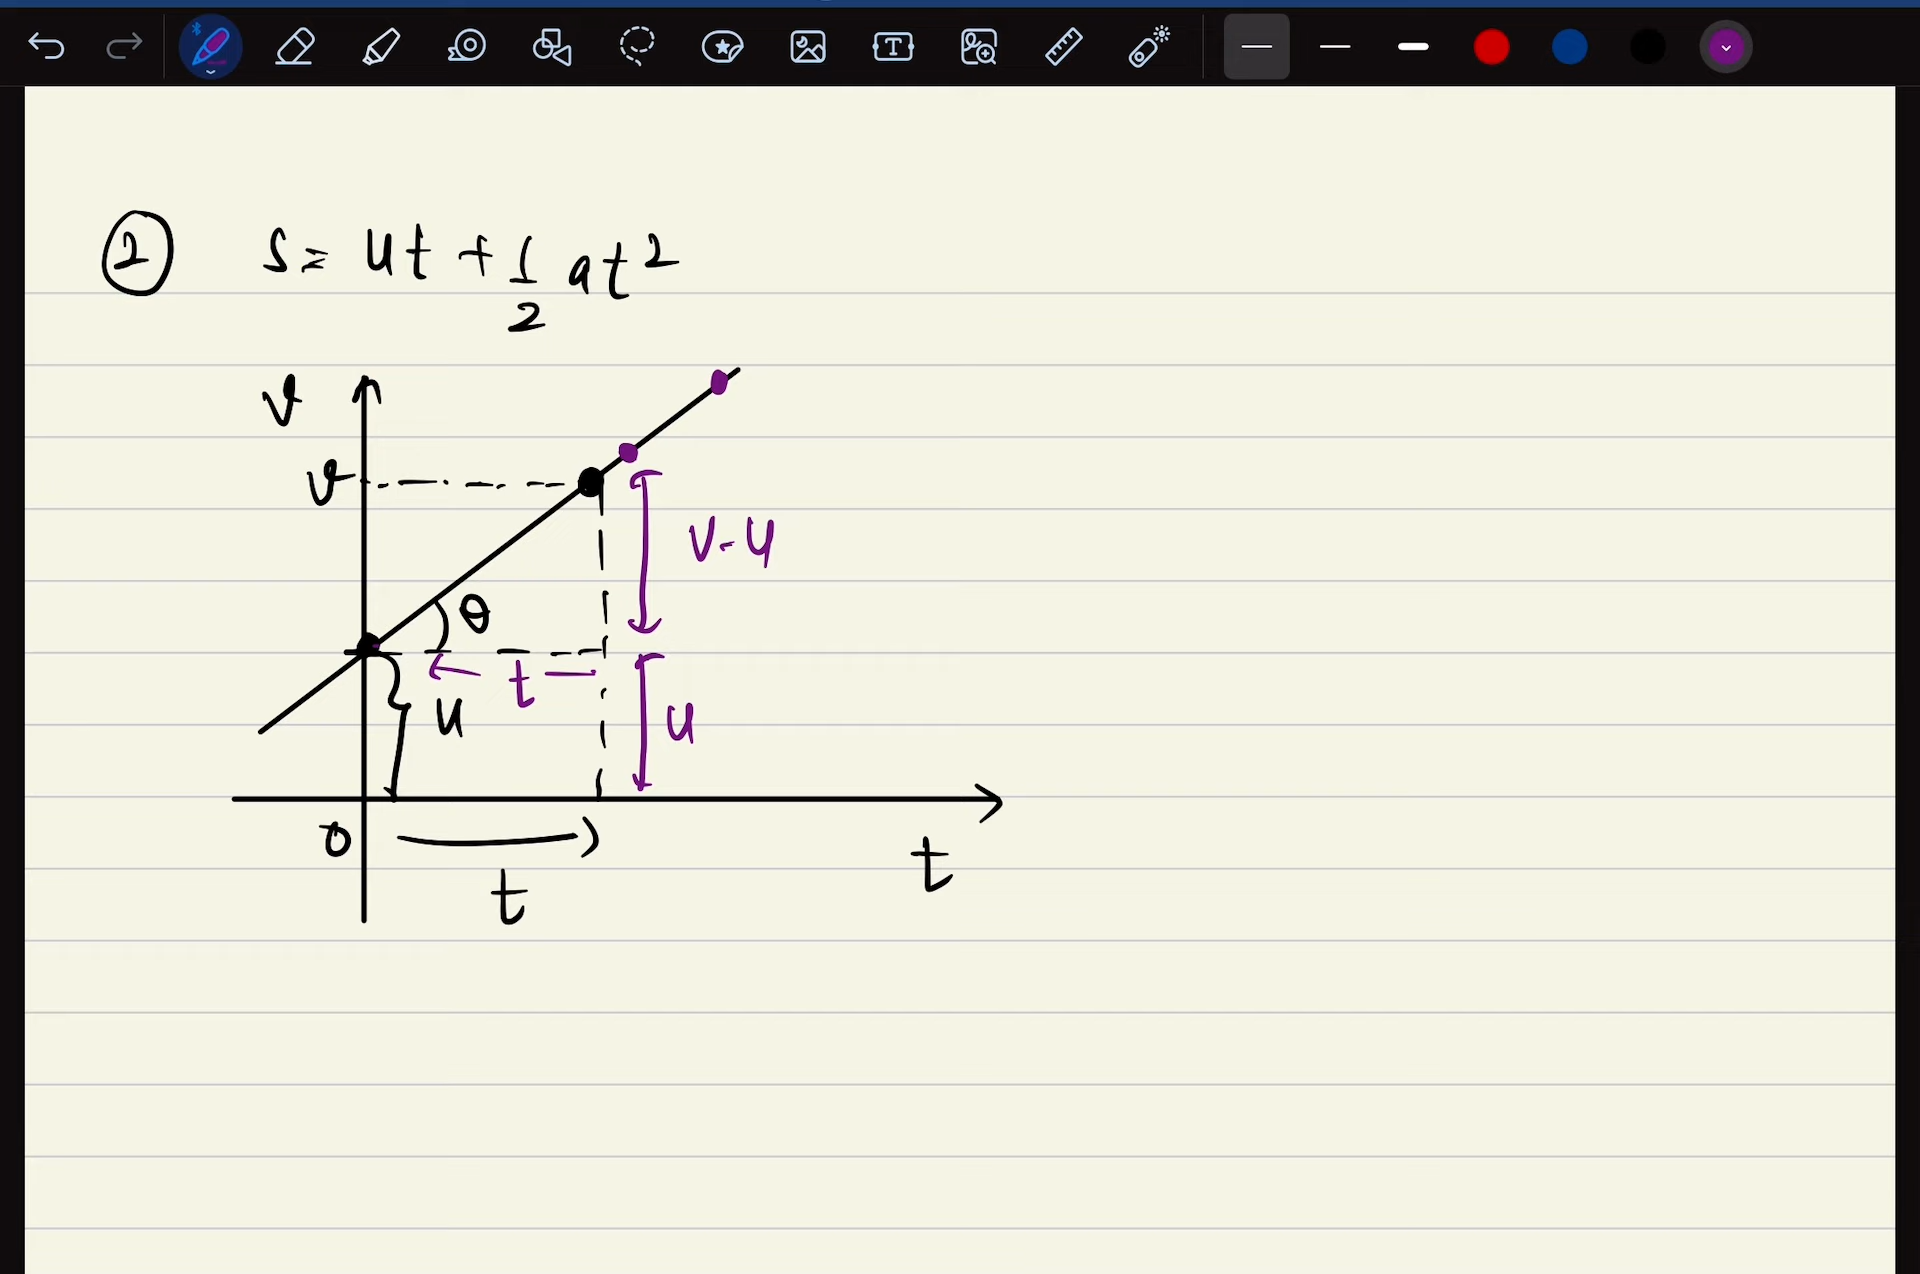 ② s = ut + 1/2 at²
v
v
θ
v-u
t
u
u
0
t
t